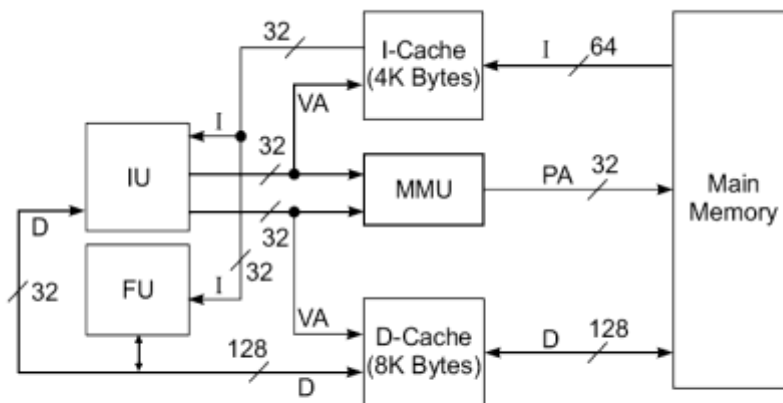 32
I-Cache
(4K Bytes)
I
64
VA
I
IU
32
32
MMU
PA
32
Main
Memory
D
32
FU
I
32
VA
128
D
D-Cache
(8K Bytes)
D
128